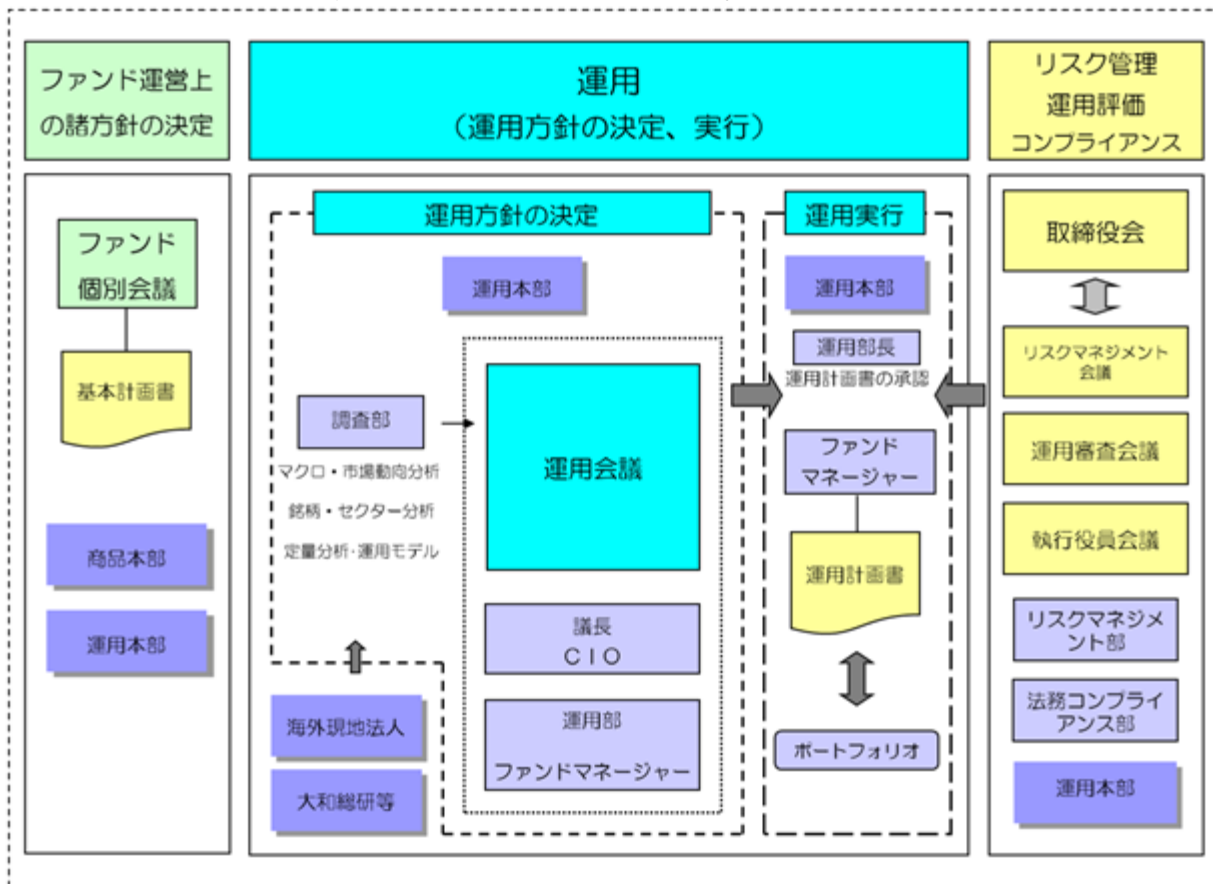 ファンド運営上
の諸方針の決定
運用
（運用方針の決定、実行）
リスク管理
運用評価
コンプライアンス
ファンド
個別会議
基本計画書
商品本部
運用本部
運用方針の決定
運用本部
調査部
マクロ・市場動向分析
銘柄・セクター分析
定量分析・運用モデル
海外現地法人
大和総研等
運用会議
議長
ＣＩＯ
運用部
ファンドマネージャー
運用実行
運用本部
運用部長
運用計画書の承認
ファンド
マネージャー
運用計画書
ポートフォリオ
取締役会
リスクマネジメント
会議
運用審査会議
執行役員会議
リスクマネジメ
ント部
法務コンプライ
アンス部
運用本部